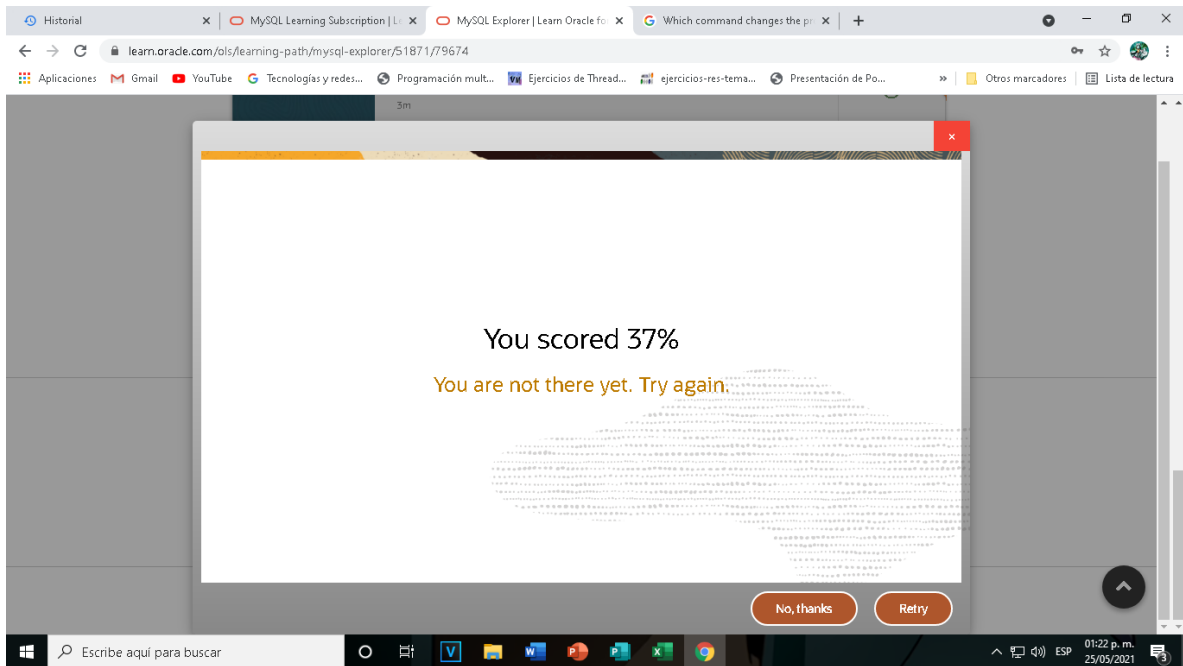 Historial
MySQL Learning Subscription | Le
MySQL Explorer | Learn Oracle for
Which command changes the pr
learn.oracle.com/ols/learning-path/mysql-explorer/51871/79674
Aplicaciones
Gmail
YouTube
Tecnologías y redes...
Programación mult...
Ejercicios de Thread...
ejercicios-res-tema...
Presentación de Po...
»
Otros marcadores
Lista de lectura
3m
You scored 37%
You are not there yet. Try again.
No, thanks
Retry
Escribe aquí para buscar
ESP
01:22 p. m.
25/05/2021
3